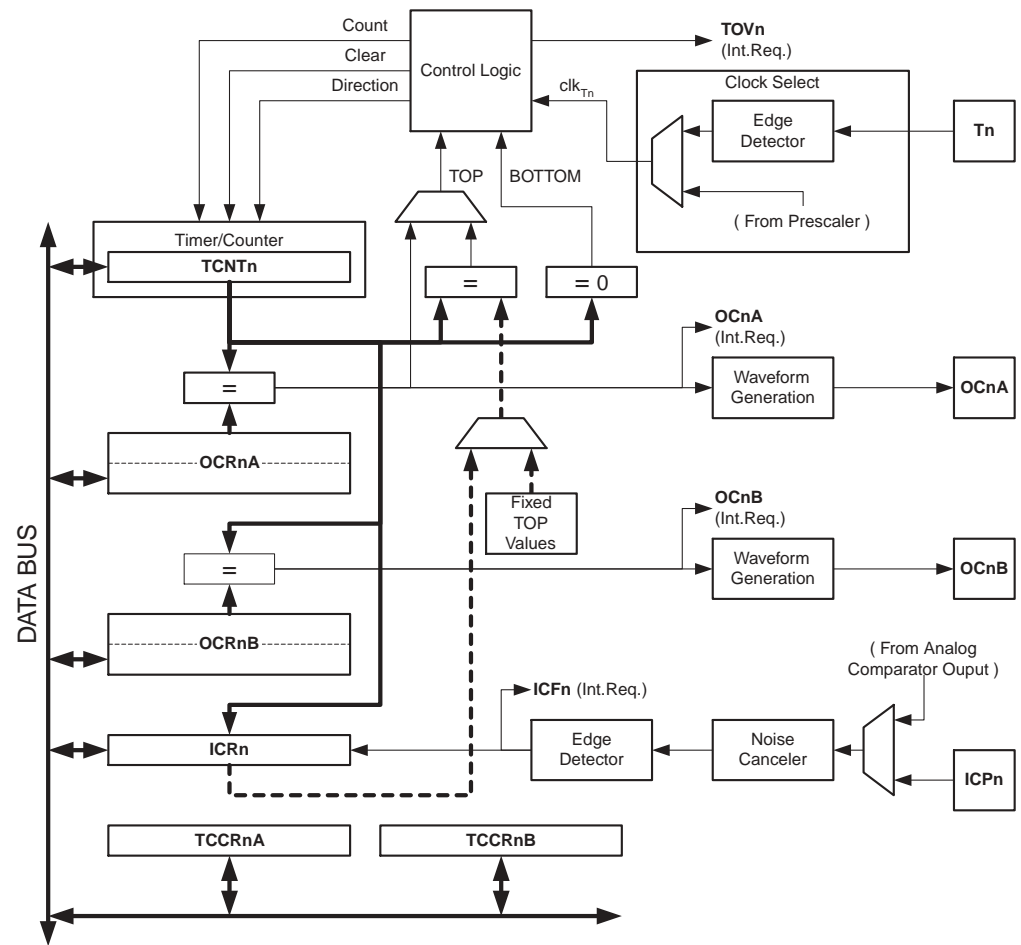 Count
Clear
Direction
Control Logic
TOVn
(Int.Req.)
clkTn
Clock Select
Edge
Detector
Tn
( From Prescaler )
TOP
BOTTOM
Timer/Counter
TCNTn
=
= 0
OCnA
(Int.Req.)
=
Waveform
Generation
OCnA
OCRnA
Fixed
TOP
Values
OCnB
(Int.Req.)
=
Waveform
Generation
OCnB
OCRnB
DATA BUS
( From Analog
Comparator Ouput )
ICFn (Int.Req.)
ICRn
Edge
Detector
Noise
Canceler
ICPn
TCCRnA
TCCRnB